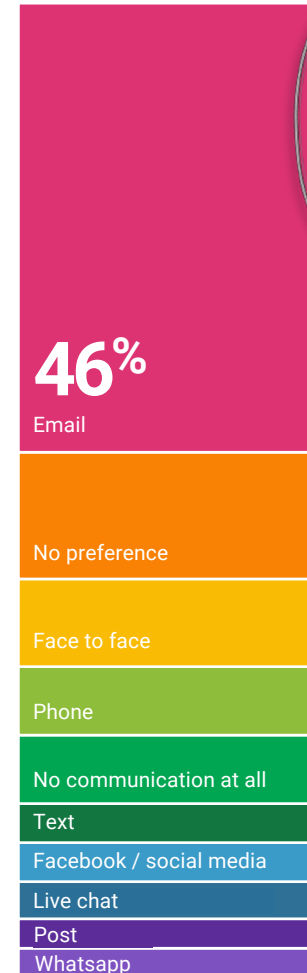 46%
Email
No preference
Face to face
Phone
No communication at all
Text
Facebook / social media
Live chat
Post
Whatsapp